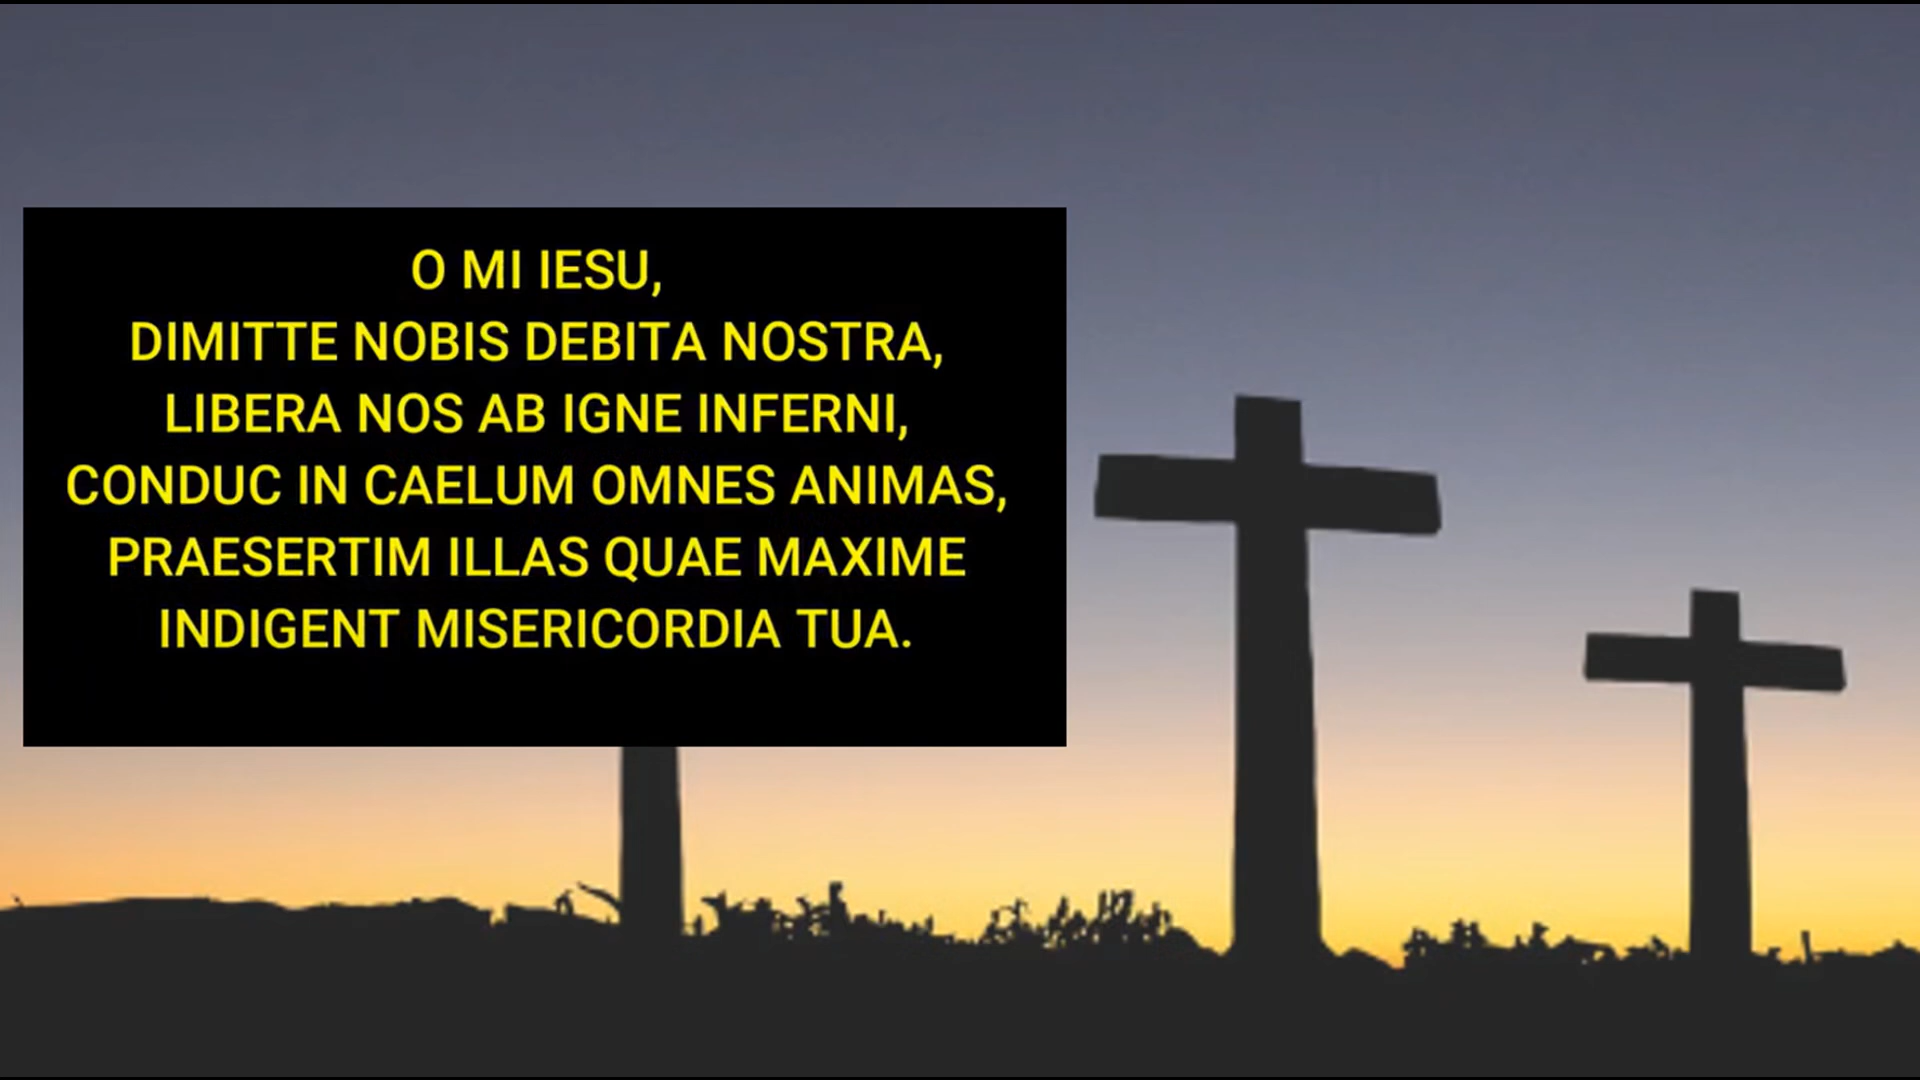 O MI IESU,
DIMITTE NOBIS DEBITA NOSTRA,
LIBERA NOS AB IGNE INFERNI,
CONDUC IN CAELUM OMNES ANIMAS,
PRAESERTIM ILLAS QUAE MAXIME
INDIGENT MISERICORDIA TUA.